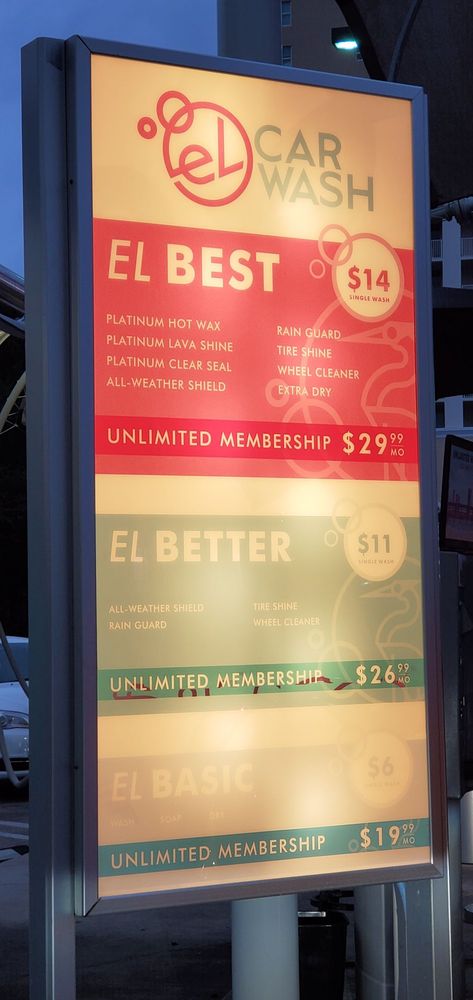 eL CAR
WASH
EL BEST
$14
SINGLE WASH
PLATINUM HOT WAX
PLATINUM LAVA SHINE
PLATINUM CLEAR SEAL
ALL-WEATHER SHIELD
RAIN GUARD
TIRE SHINE
WHEEL CLEANER
EXTRA DRY
UNLIMITED MEMBERSHIP $29 99 MO
EL BETTER
$11
SINGLE WASH
ALL-WEATHER SHIELD
RAIN GUARD
TIRE SHINE
WHEEL CLEANER
UNLIMITED MEMBERSHIP $26 99 MO
EL BASIC
$6
SINGLE WASH
WASH SOAP DRY
UNLIMITED MEMBERSHIP $19 99 MO